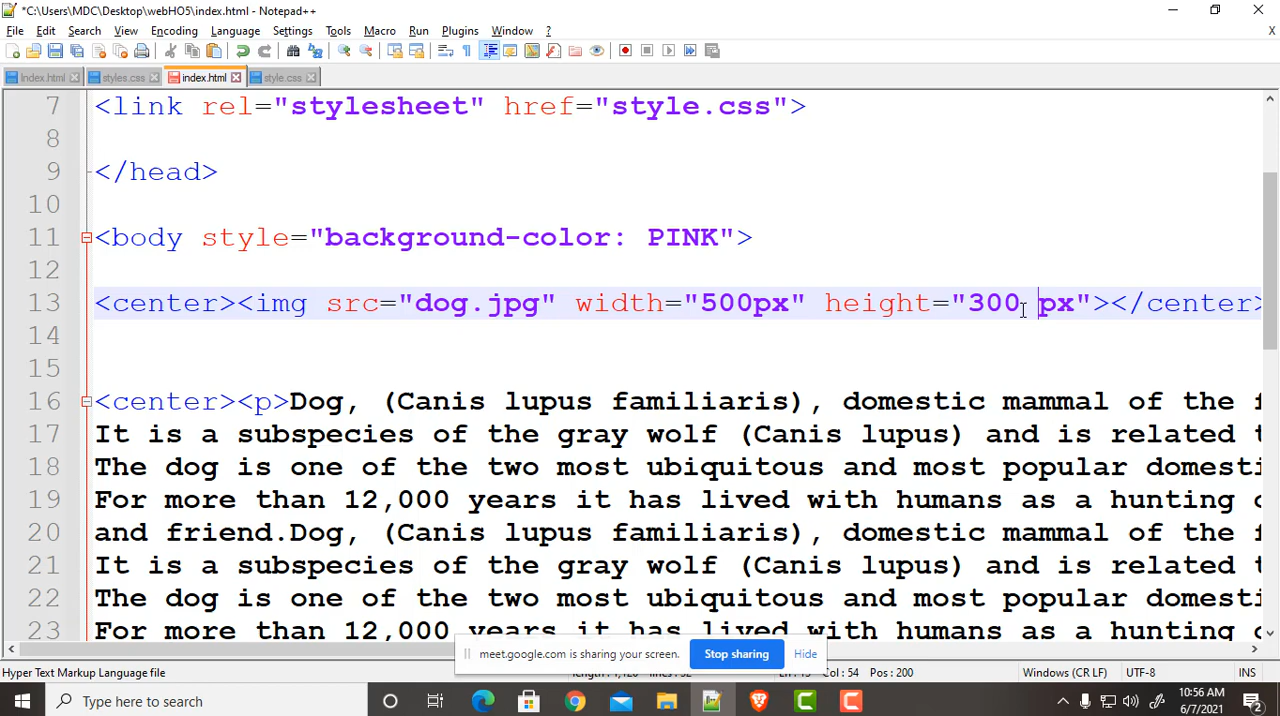 *C:\Users\MDC\Desktop\webHO5\index.html - Notepad++
File Edit Search View Encoding Language Settings Tools Macro Run Plugins Window ?
X
Index.html styles.css index.html style.css
7 <link rel="stylesheet" href="style.css">
8
9 </head>
10
11 <body style="background-color: PINK">
12
13 <center><img src="dog.jpg" width="500px" height="300 px"></center>
14
15
16 <center><p>Dog, (Canis lupus familiaris), domestic mammal of the f
17 It is a subspecies of the gray wolf (Canis lupus) and is related t
18 The dog is one of the two most ubiquitous and most popular domesti
19 For more than 12,000 years it has lived with humans as a hunting c
20 and friend.Dog, (Canis lupus familiaris), domestic mammal of the f
21 It is a subspecies of the gray wolf (Canis lupus) and is related t
22 The dog is one of the two most ubiquitous and most popular domesti
23 For more than 12,000 years it has lived with humans as a hunting c
meet.google.com is sharing your screen. Stop sharing Hide
Hyper Text Markup Language file Col : 54 Pos : 200 Windows (CR LF) UTF-8 INS
Type here to search
10:56 AM
6/7/2021
2